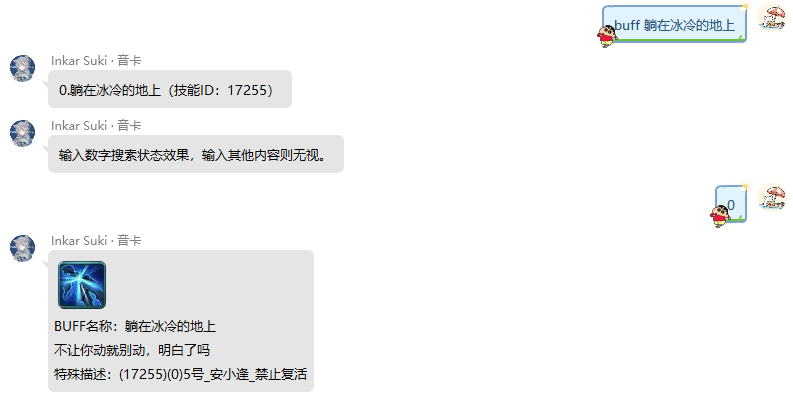 buff 躺在冰冷的地上
Inkar Suki · 音卡
0.躺在冰冷的地上（技能ID：17255）
Inkar Suki · 音卡
输入数字搜索状态效果，输入其他内容则无视。
0
Inkar Suki · 音卡
BUFF名称：躺在冰冷的地上
不让你动就别动，明白了吗
特殊描述：(17255)(0)5号_安小逢_禁止复活